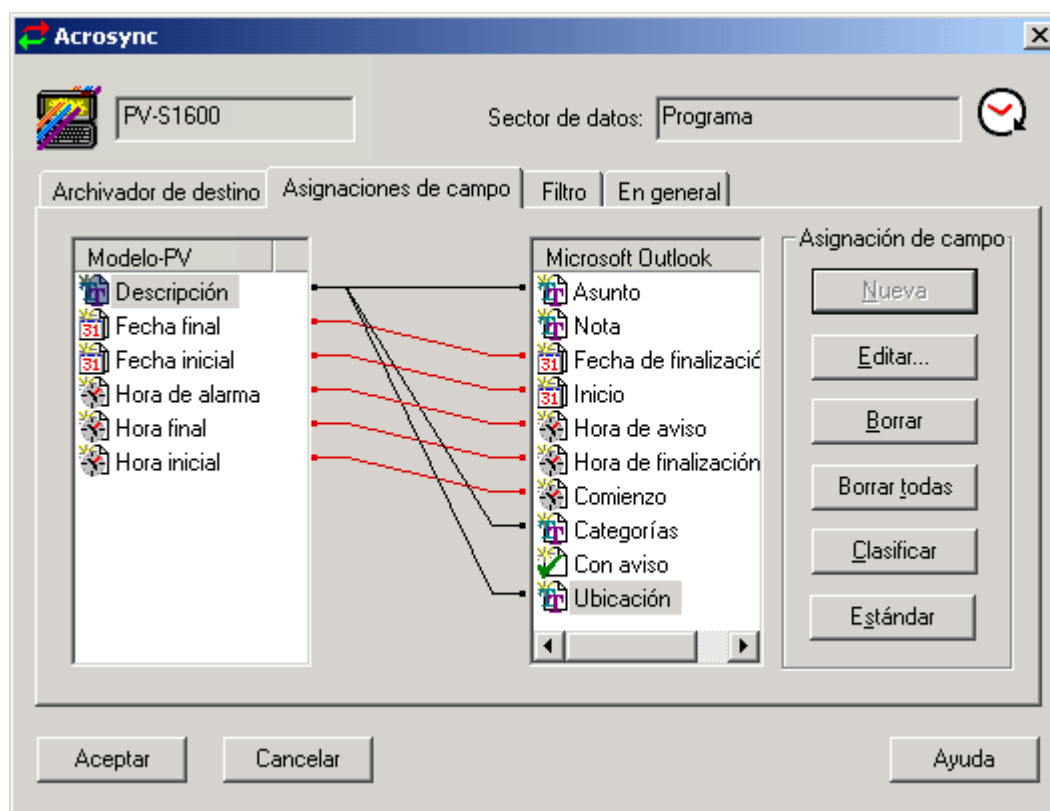 Acrosync
PV-S1600
Sector de datos: Programa
Archivador de destino Asignaciones de campo Filtro En general
Modelo-PV
Descripción
Fecha final
Fecha inicial
Hora de alarma
Hora final
Hora inicial
Microsoft Outlook
Asunto
Nota
Fecha de finalizació
Inicio
Hora de aviso
Hora de finalización
Comienzo
Categorías
Con aviso
Ubicación
Asignación de campo
Nueva
Editar...
Borrar
Borrar todas
Clasificar
Estándar
Aceptar Cancelar Ayuda